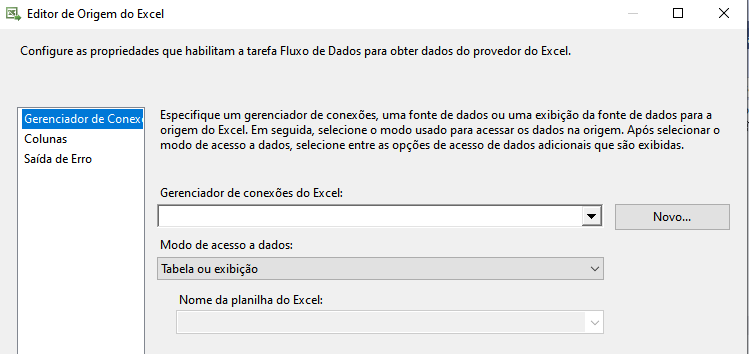 Editor de Origem do Excel
Configure as propriedades que habilitam a tarefa Fluxo de Dados para obter dados do provedor do Excel.
Gerenciador de Conex
Colunas
Saída de Erro
Especifique um gerenciador de conexões, uma fonte de dados ou uma exibição da fonte de dados para a
origem do Excel. Em seguida, selecione o modo usado para acessar os dados na origem. Após selecionar o
modo de acesso a dados, selecione entre as opções de acesso de dados adicionais que são exibidas.
Gerenciador de conexões do Excel:
Novo...
Modo de acesso a dados:
Tabela ou exibição
Nome da planilha do Excel: